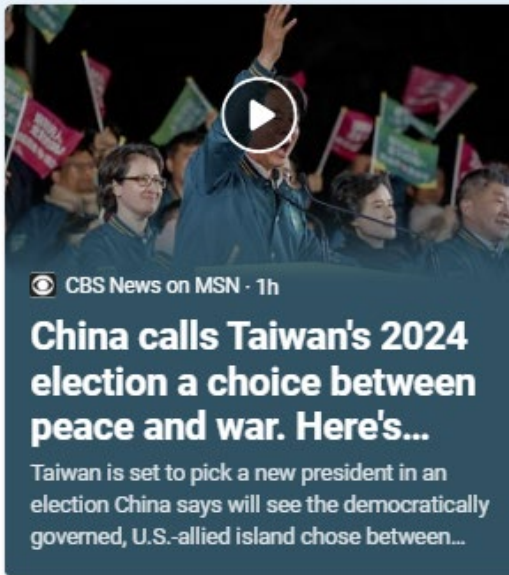 CBS News on MSN · 1h
China calls Taiwan's 2024
election a choice between
peace and war. Here's...
Taiwan is set to pick a new president in an
election China says will see the democratically
governed, U.S.-allied island chose between...